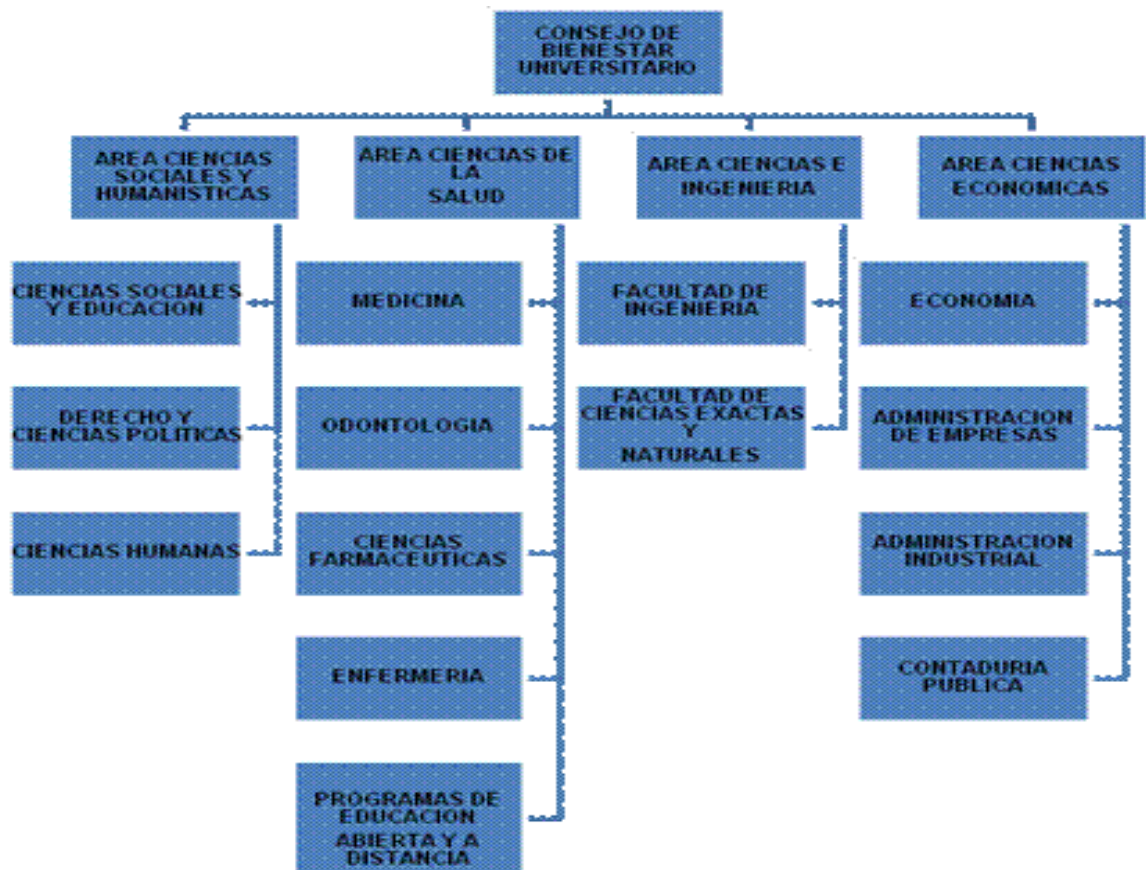 CONSEJO DE
BIENESTAR
UNIVERSITARIO
AREA CIENCIAS
SOCIALES Y
HUMANISTICAS
AREA CIENCIAS DE
LA
SALUD
AREA CIENCIAS E
INGENIERIA
AREA CIENCIAS
ECONOMICAS
CIENCIAS SOCIALES
Y EDUCACION
MEDICINA
FACULTAD DE
INGENIERIA
ECONOMIA
DERECHO Y
CIENCIAS POLITICAS
ODONTOLOGIA
FACULTAD DE
CIENCIAS EXACTAS
Y
NATURALES
ADMINISTRACION
DE EMPRESAS
CIENCIAS HUMANAS
CIENCIAS
FARMACEUTICAS
ADMINISTRACION
INDUSTRIAL
ENFERMERIA
CONTADURIA
PUBLICA
PROGRAMAS DE
EDUCACION
ABIERTA Y A
DISTANCIA